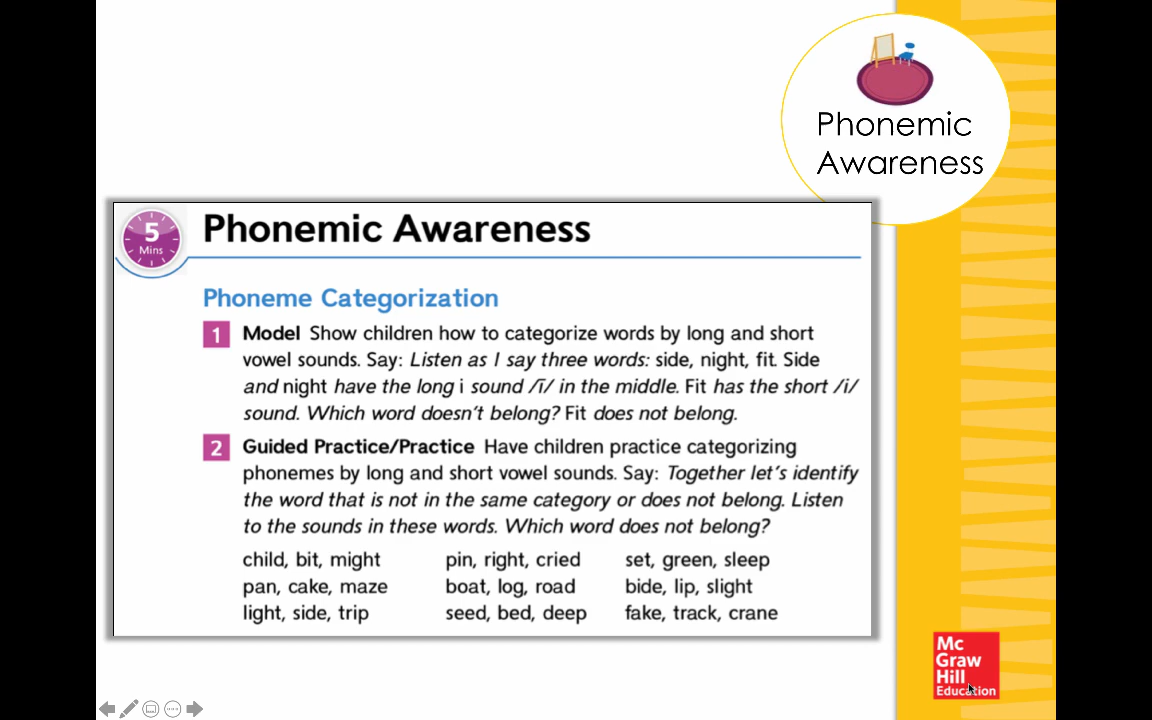 Phonemic
Awareness
5
Mins
Phonemic Awareness
Phoneme Categorization
1 Model Show children how to categorize words by long and short
vowel sounds. Say: Listen as I say three words: side, night, fit. Side
and night have the long i sound /ī/ in the middle. Fit has the short /i/
sound. Which word doesn't belong? Fit does not belong.
2 Guided Practice/Practice Have children practice categorizing
phonemes by long and short vowel sounds. Say: Together let's identify
the word that is not in the same category or does not belong. Listen
to the sounds in these words. Which word does not belong?
child, bit, might pin, right, cried set, green, sleep
pan, cake, maze boat, log, road bide, lip, slight
light, side, trip seed, bed, deep fake, track, crane
Mc
Graw
Hill
Education